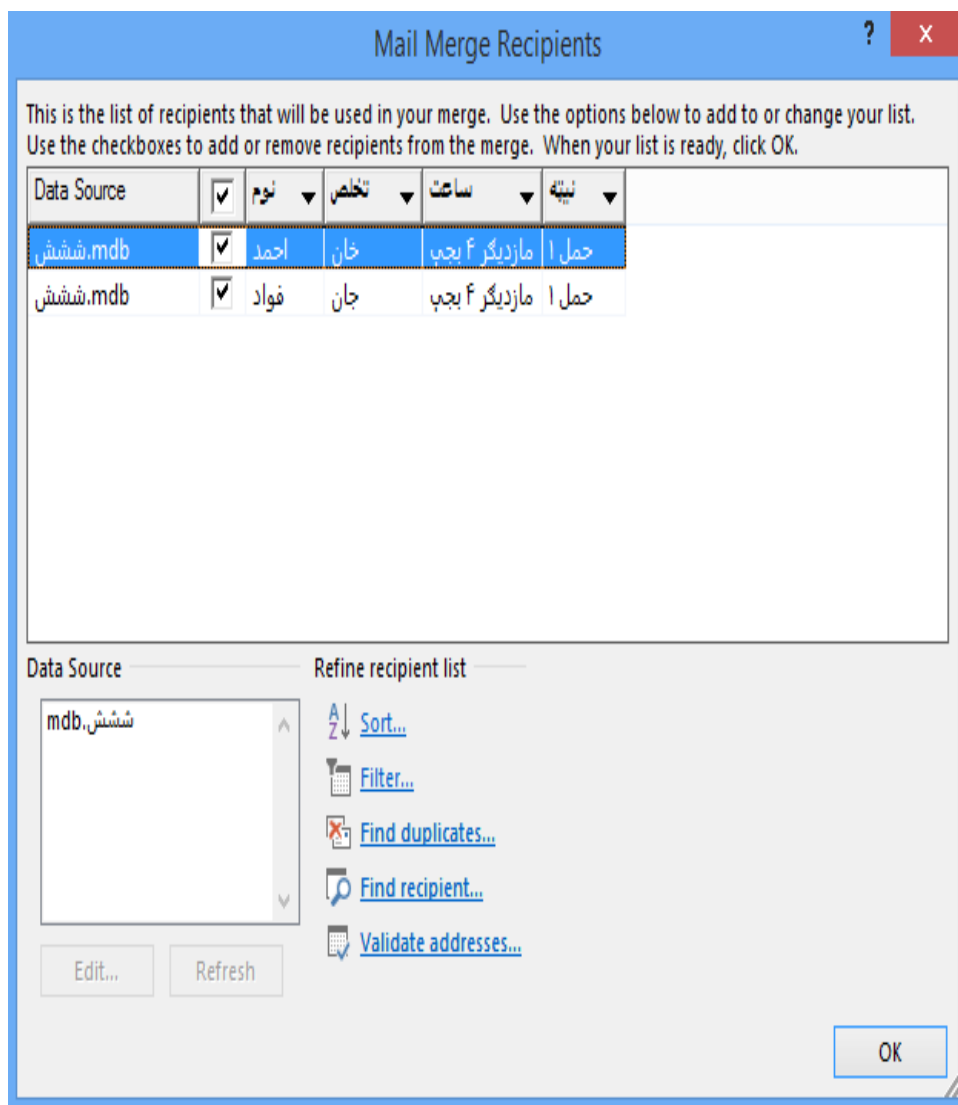 Mail Merge Recipients
? X
This is the list of recipients that will be used in your merge. Use the options below to add to or change your list.
Use the checkboxes to add or remove recipients from the merge. When your list is ready, click OK.
Data Source نوم تخلص ساعت نیټه
ششش.mdb احمد خان مازدیګر ۴ بجې حمل ۱
ششش.mdb فواد جان مازدیګر ۴ بجې حمل ۱
Data Source Refine recipient list
ششش.mdb
Sort...
Filter...
Find duplicates...
Find recipient...
Validate addresses...
Edit... Refresh
OK